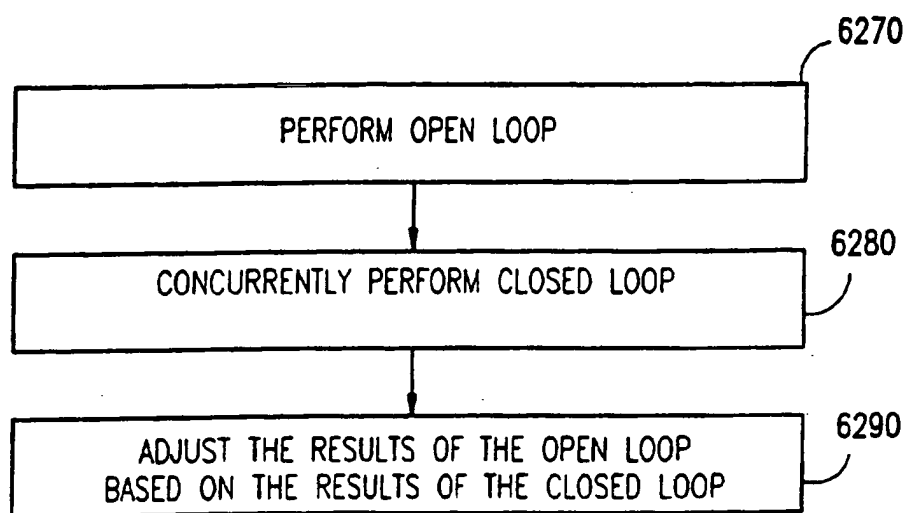 6270
PERFORM OPEN LOOP
6280
CONCURRENTLY PERFORM CLOSED LOOP
6290
ADJUST THE RESULTS OF THE OPEN LOOP
BASED ON THE RESULTS OF THE CLOSED LOOP